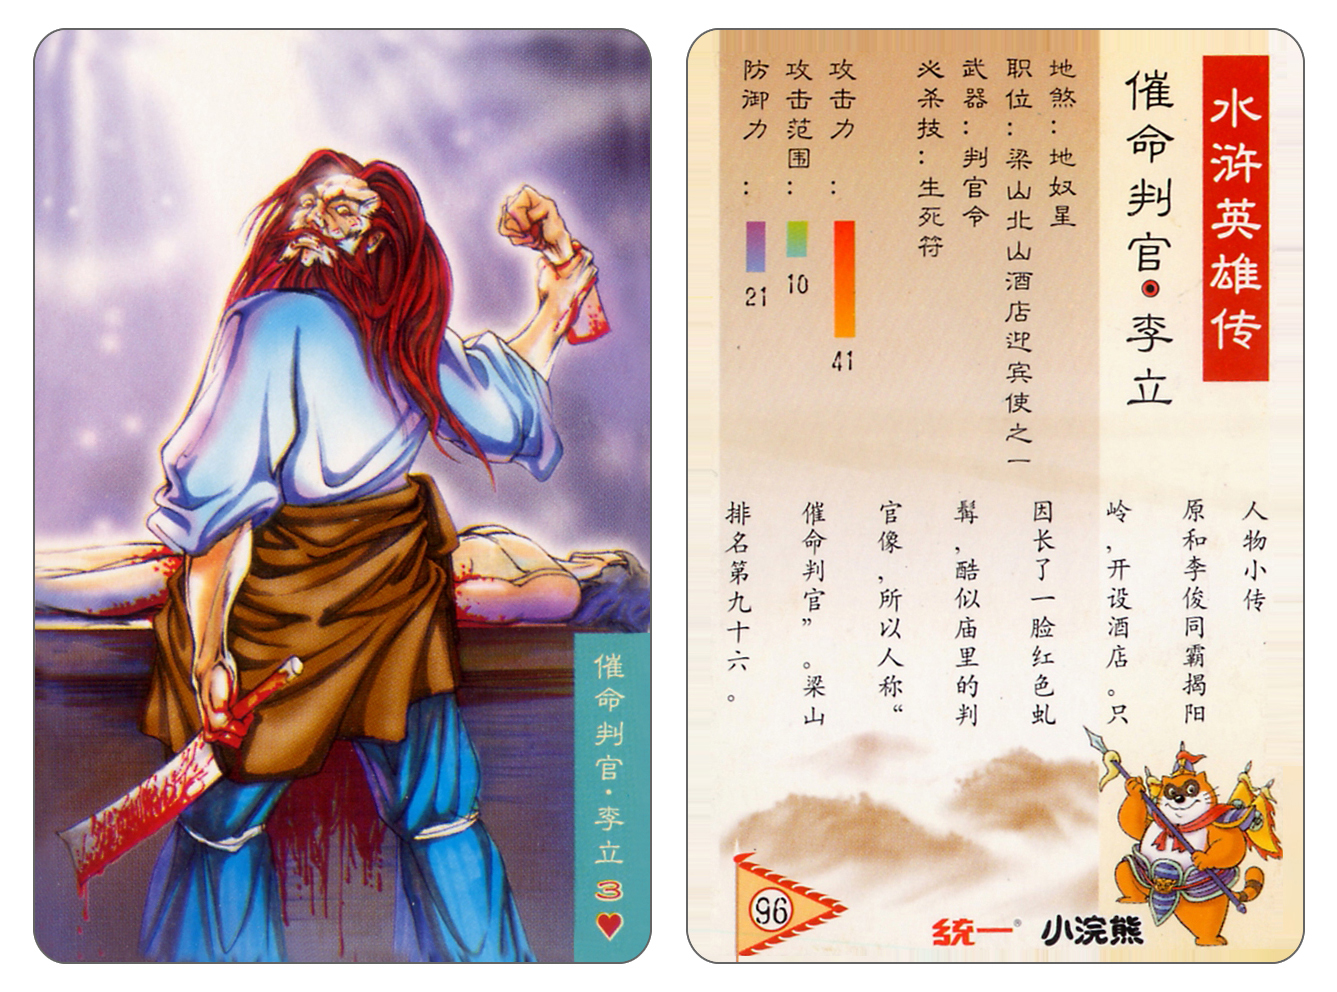 催命判官·李立
3
水浒英雄传
催命判官·李立
地煞：地奴星
职位：梁山北山酒店迎宾使之一
武器：判官令
必杀技：生死符
攻击力：
41
攻击范围：
10
防御力：
21
人物小传
原和李俊同霸揭阳
岭，开设酒店。只
因长了一脸红色虬
髯，酷似庙里的判
官像，所以人称“
催命判官”。梁山
排名第九十六。
96
統一®
小浣熊